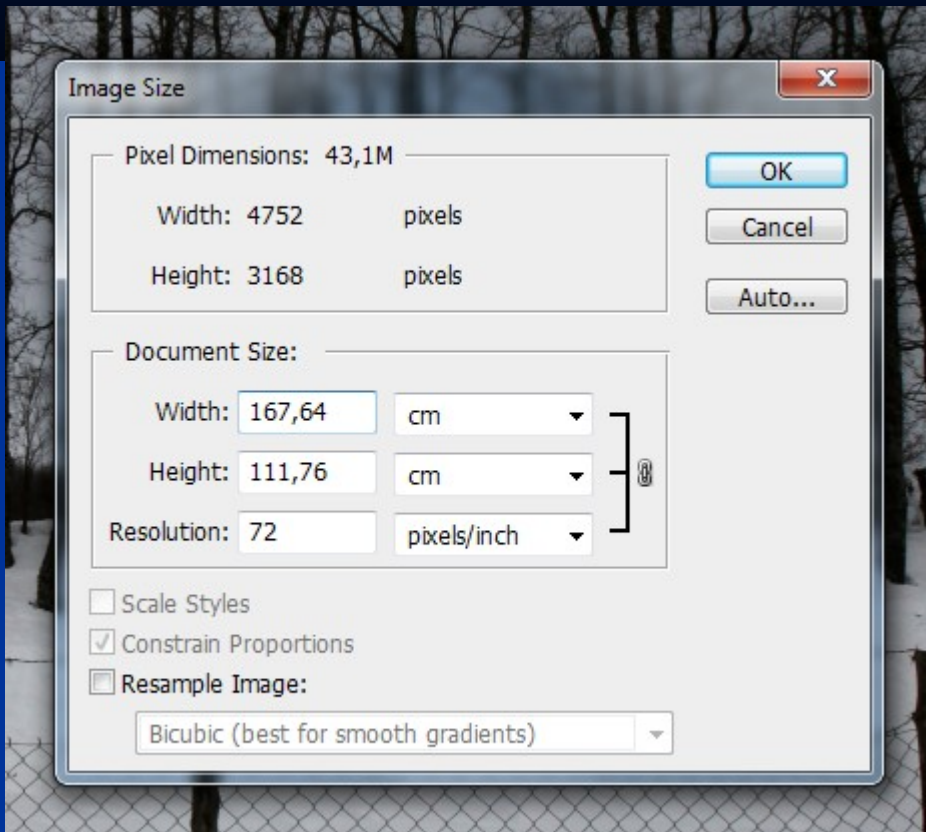 Image Size
Pixel Dimensions: 43,1M
Width: 4752 pixels
Height: 3168 pixels
OK
Cancel
Auto...
Document Size:
Width: 167,64 cm
Height: 111,76 cm
Resolution: 72 pixels/inch
Scale Styles
Constrain Proportions
Resample Image:
Bicubic (best for smooth gradients)